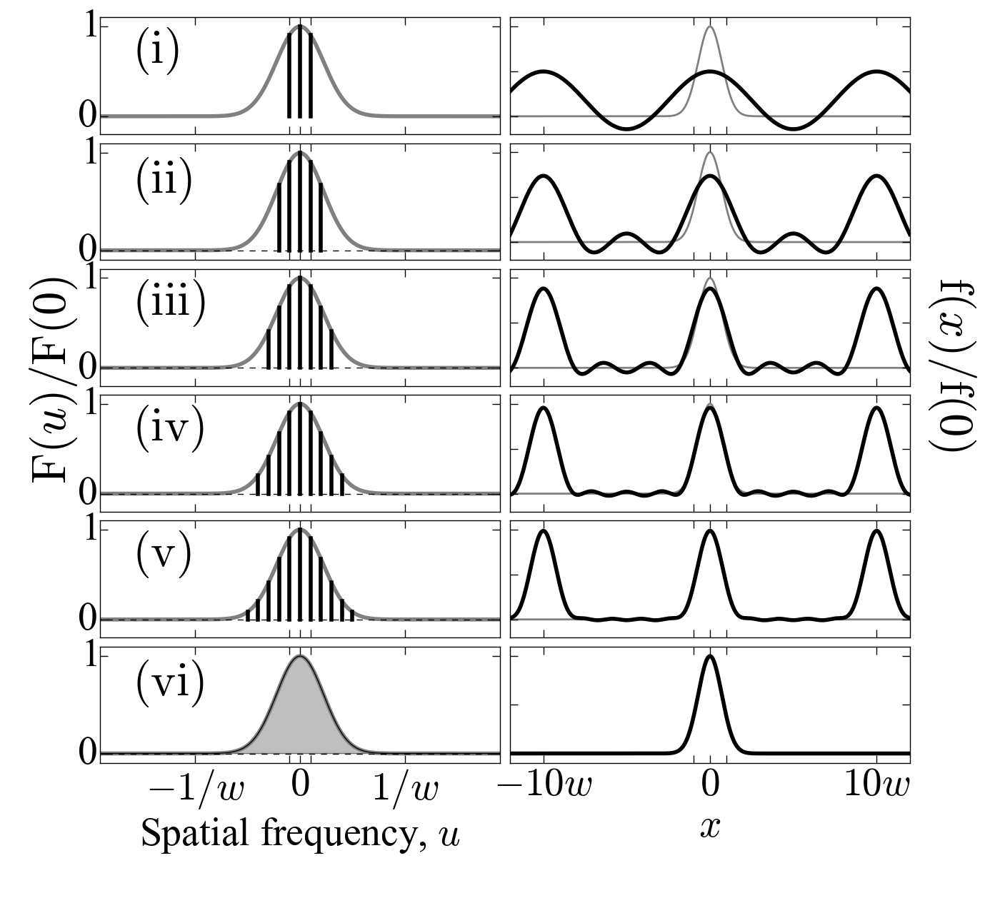 1
(i)
0
1
(ii)
0
1
(iii)
0
1
(iv)
0
1
(v)
0
1
(vi)
0
F(u)/F(0)
f(x)/f(0)
−1/w 0 1/w −10w 0 10w
Spatial frequency, u
x